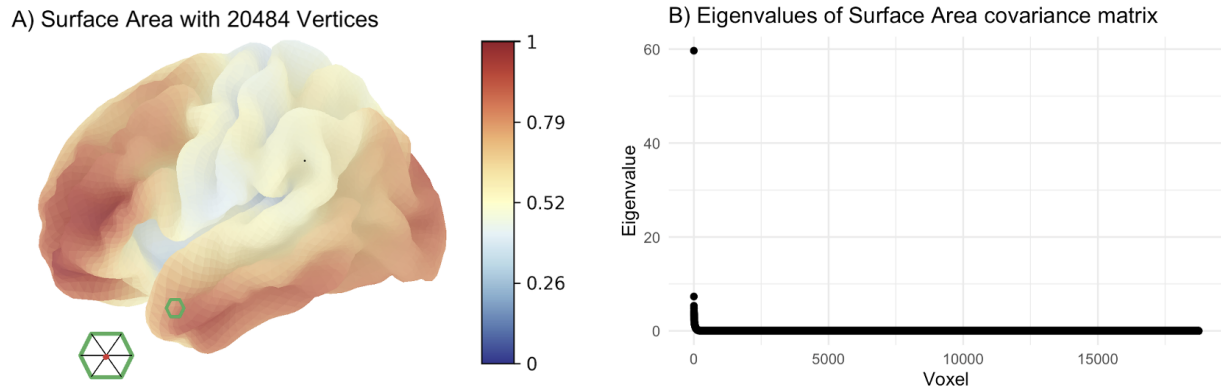 A) Surface Area with 20484 Vertices
1
0.79
0.52
0.26
0
B) Eigenvalues of Surface Area covariance matrix
Eigenvalue
60
40
20
0
0 5000 10000 15000
Voxel